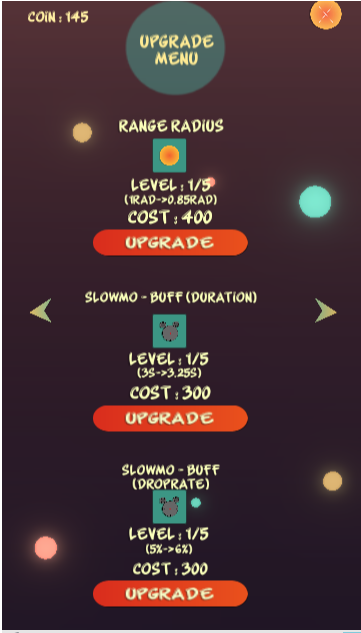 COIN : 145
UPGRADE
MENU
RANGE RADIUS
LEVEL : 1/5
(1RAD->0.85RAD)
COST : 400
UPGRADE
SLOWMO - BUFF (DURATION)
LEVEL : 1/5
(3S->3.25S)
COST : 300
UPGRADE
SLOWMO - BUFF
(DROPRATE)
LEVEL : 1/5
(5%->6%)
COST : 300
UPGRADE